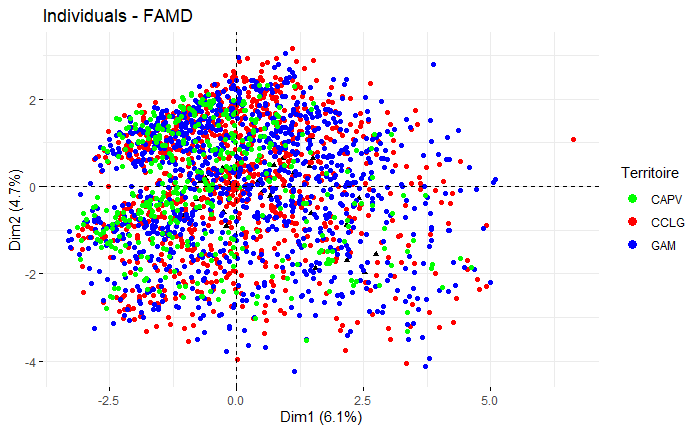 Individuals - FAMD
Dim2 (4.7%)
2
0
-2
-4
-2.5
0.0
2.5
5.0
Dim1 (6.1%)
Territoire
CAPV
CCLG
GAM